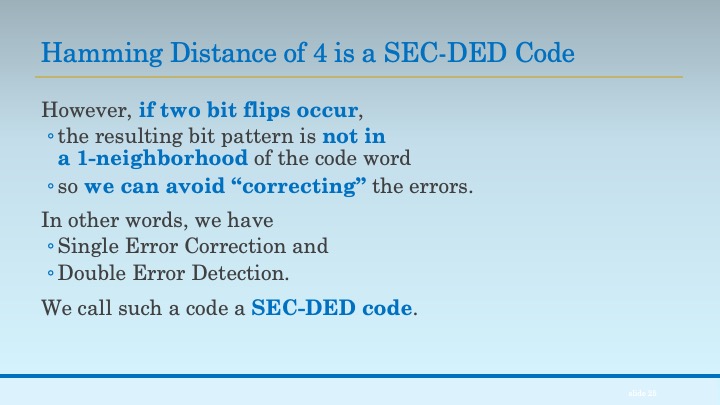 Hamming Distance of 4 is a SEC-DED Code
However, if two bit flips occur,
◦the resulting bit pattern is not in
a 1-neighborhood of the code word
◦so we can avoid “correcting” the errors.
In other words, we have
◦Single Error Correction and
◦Double Error Detection.
We call such a code a SEC-DED code.
slide